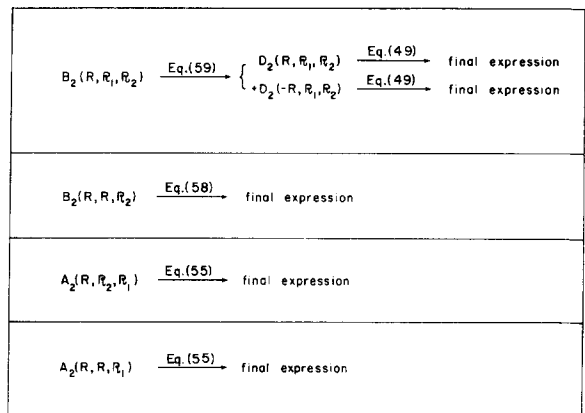 B₂(R,ℛ₁,ℛ₂) Eq.(59) { D₂(R,ℛ₁,ℛ₂) Eq.(49) final expression
+D₂(-R,ℛ₁,ℛ₂) Eq.(49) final expression
B₂(R,R,ℛ₂) Eq.(58) final expression
A₂(R,ℛ₂,ℛ₁) Eq.(55) final expression
A₂(R,R,ℛ₁) Eq.(55) final expression